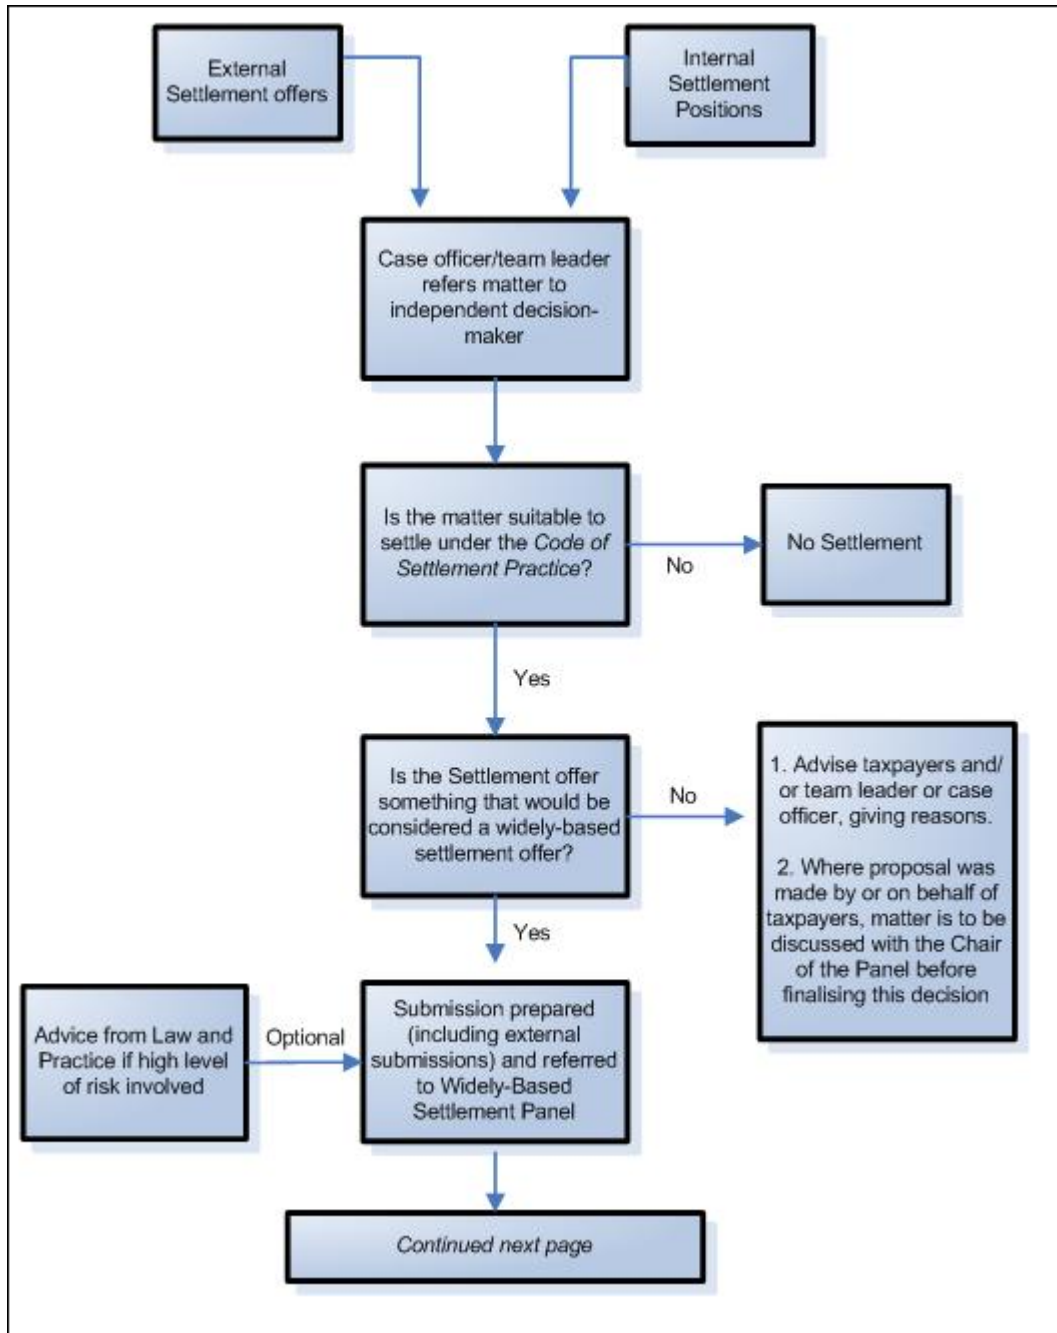 External
Settlement offers
Internal
Settlement
Positions
Case officer/team leader
refers matter to
independent decision-
maker
Is the matter suitable to
settle under the Code of
Settlement Practice?
No
No Settlement
Yes
Is the Settlement offer
something that would be
considered a widely-based
settlement offer?
No
1. Advise taxpayers and/
or team leader or case
officer, giving reasons.
2. Where proposal was
made by or on behalf of
taxpayers, matter is to be
discussed with the Chair
of the Panel before
finalising this decision
Yes
Advice from Law and
Practice if high level
of risk involved
Optional
Submission prepared
(including external
submissions) and referred
to Widely-Based
Settlement Panel
Continued next page